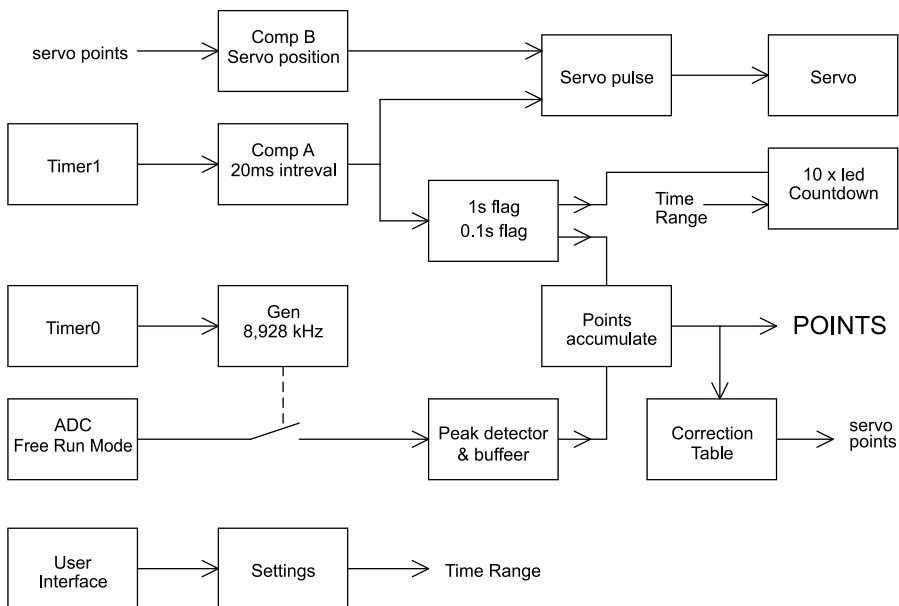 servo points
Comp B
Servo position
Servo pulse
Servo
Timer1
Comp A
20ms intreval
1s flag
0.1s flag
Time
Range
10 x led
Countdown
Timer0
Gen
8,928 kHz
Points
accumulate
POINTS
ADC
Free Run Mode
Peak detector
& buffeer
Correction
Table
servo
points
User
Interface
Settings
Time Range